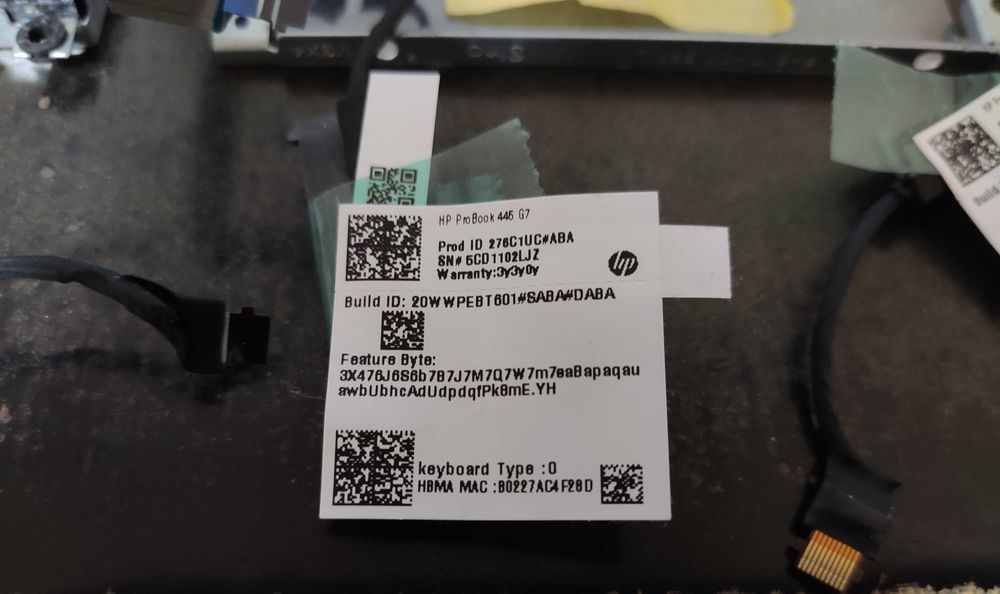 HP ProBook 445 G7
Prod ID 276C1UC#ABA
SN# 5CD1102LJZ
Warranty:3y3y0y
hp
Build ID: 20WWPEBT601#SABA#DABA
Feature Byte:
3X476J6S6b7B7J7M7Q7W7m7saBapaqau
awbUbhcAdUdpdqfPk8mE.YH
keyboard Type :0
HBMA MAC :B0227AC4F28D